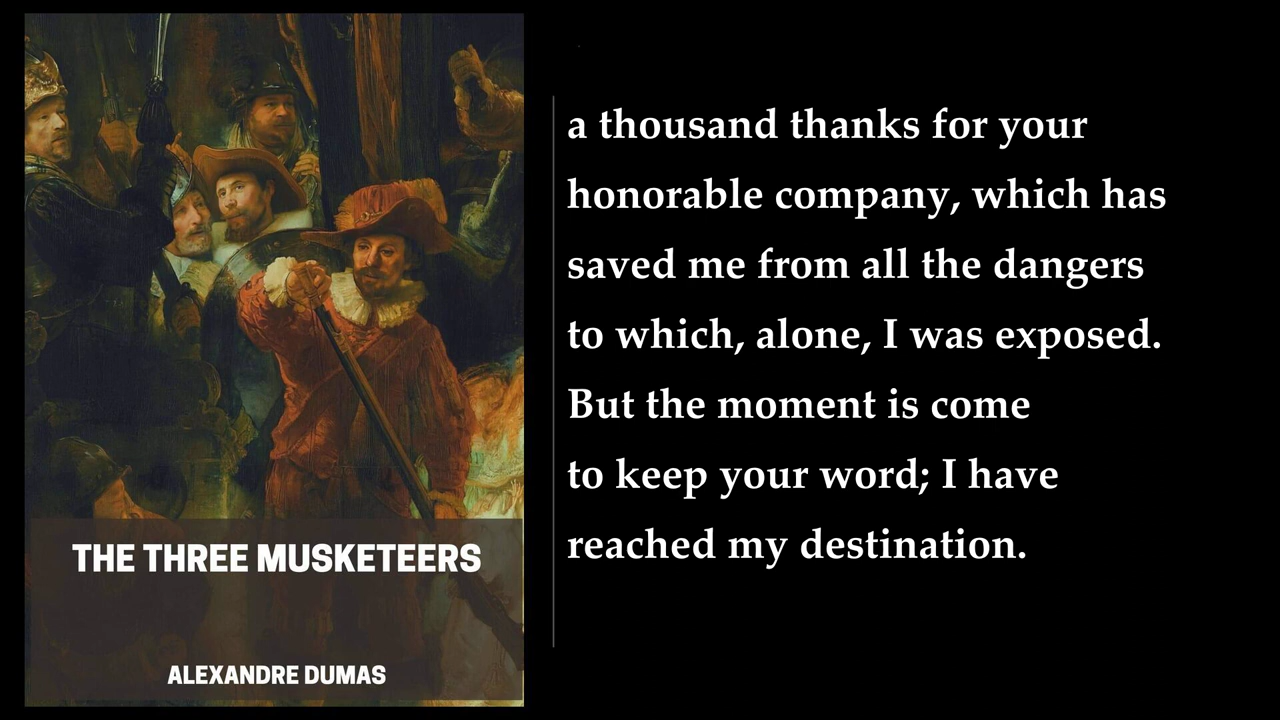 THE THREE MUSKETEERS
ALEXANDRE DUMAS
a thousand thanks for your
honorable company, which has
saved me from all the dangers
to which, alone, I was exposed.
But the moment is come
to keep your word; I have
reached my destination.